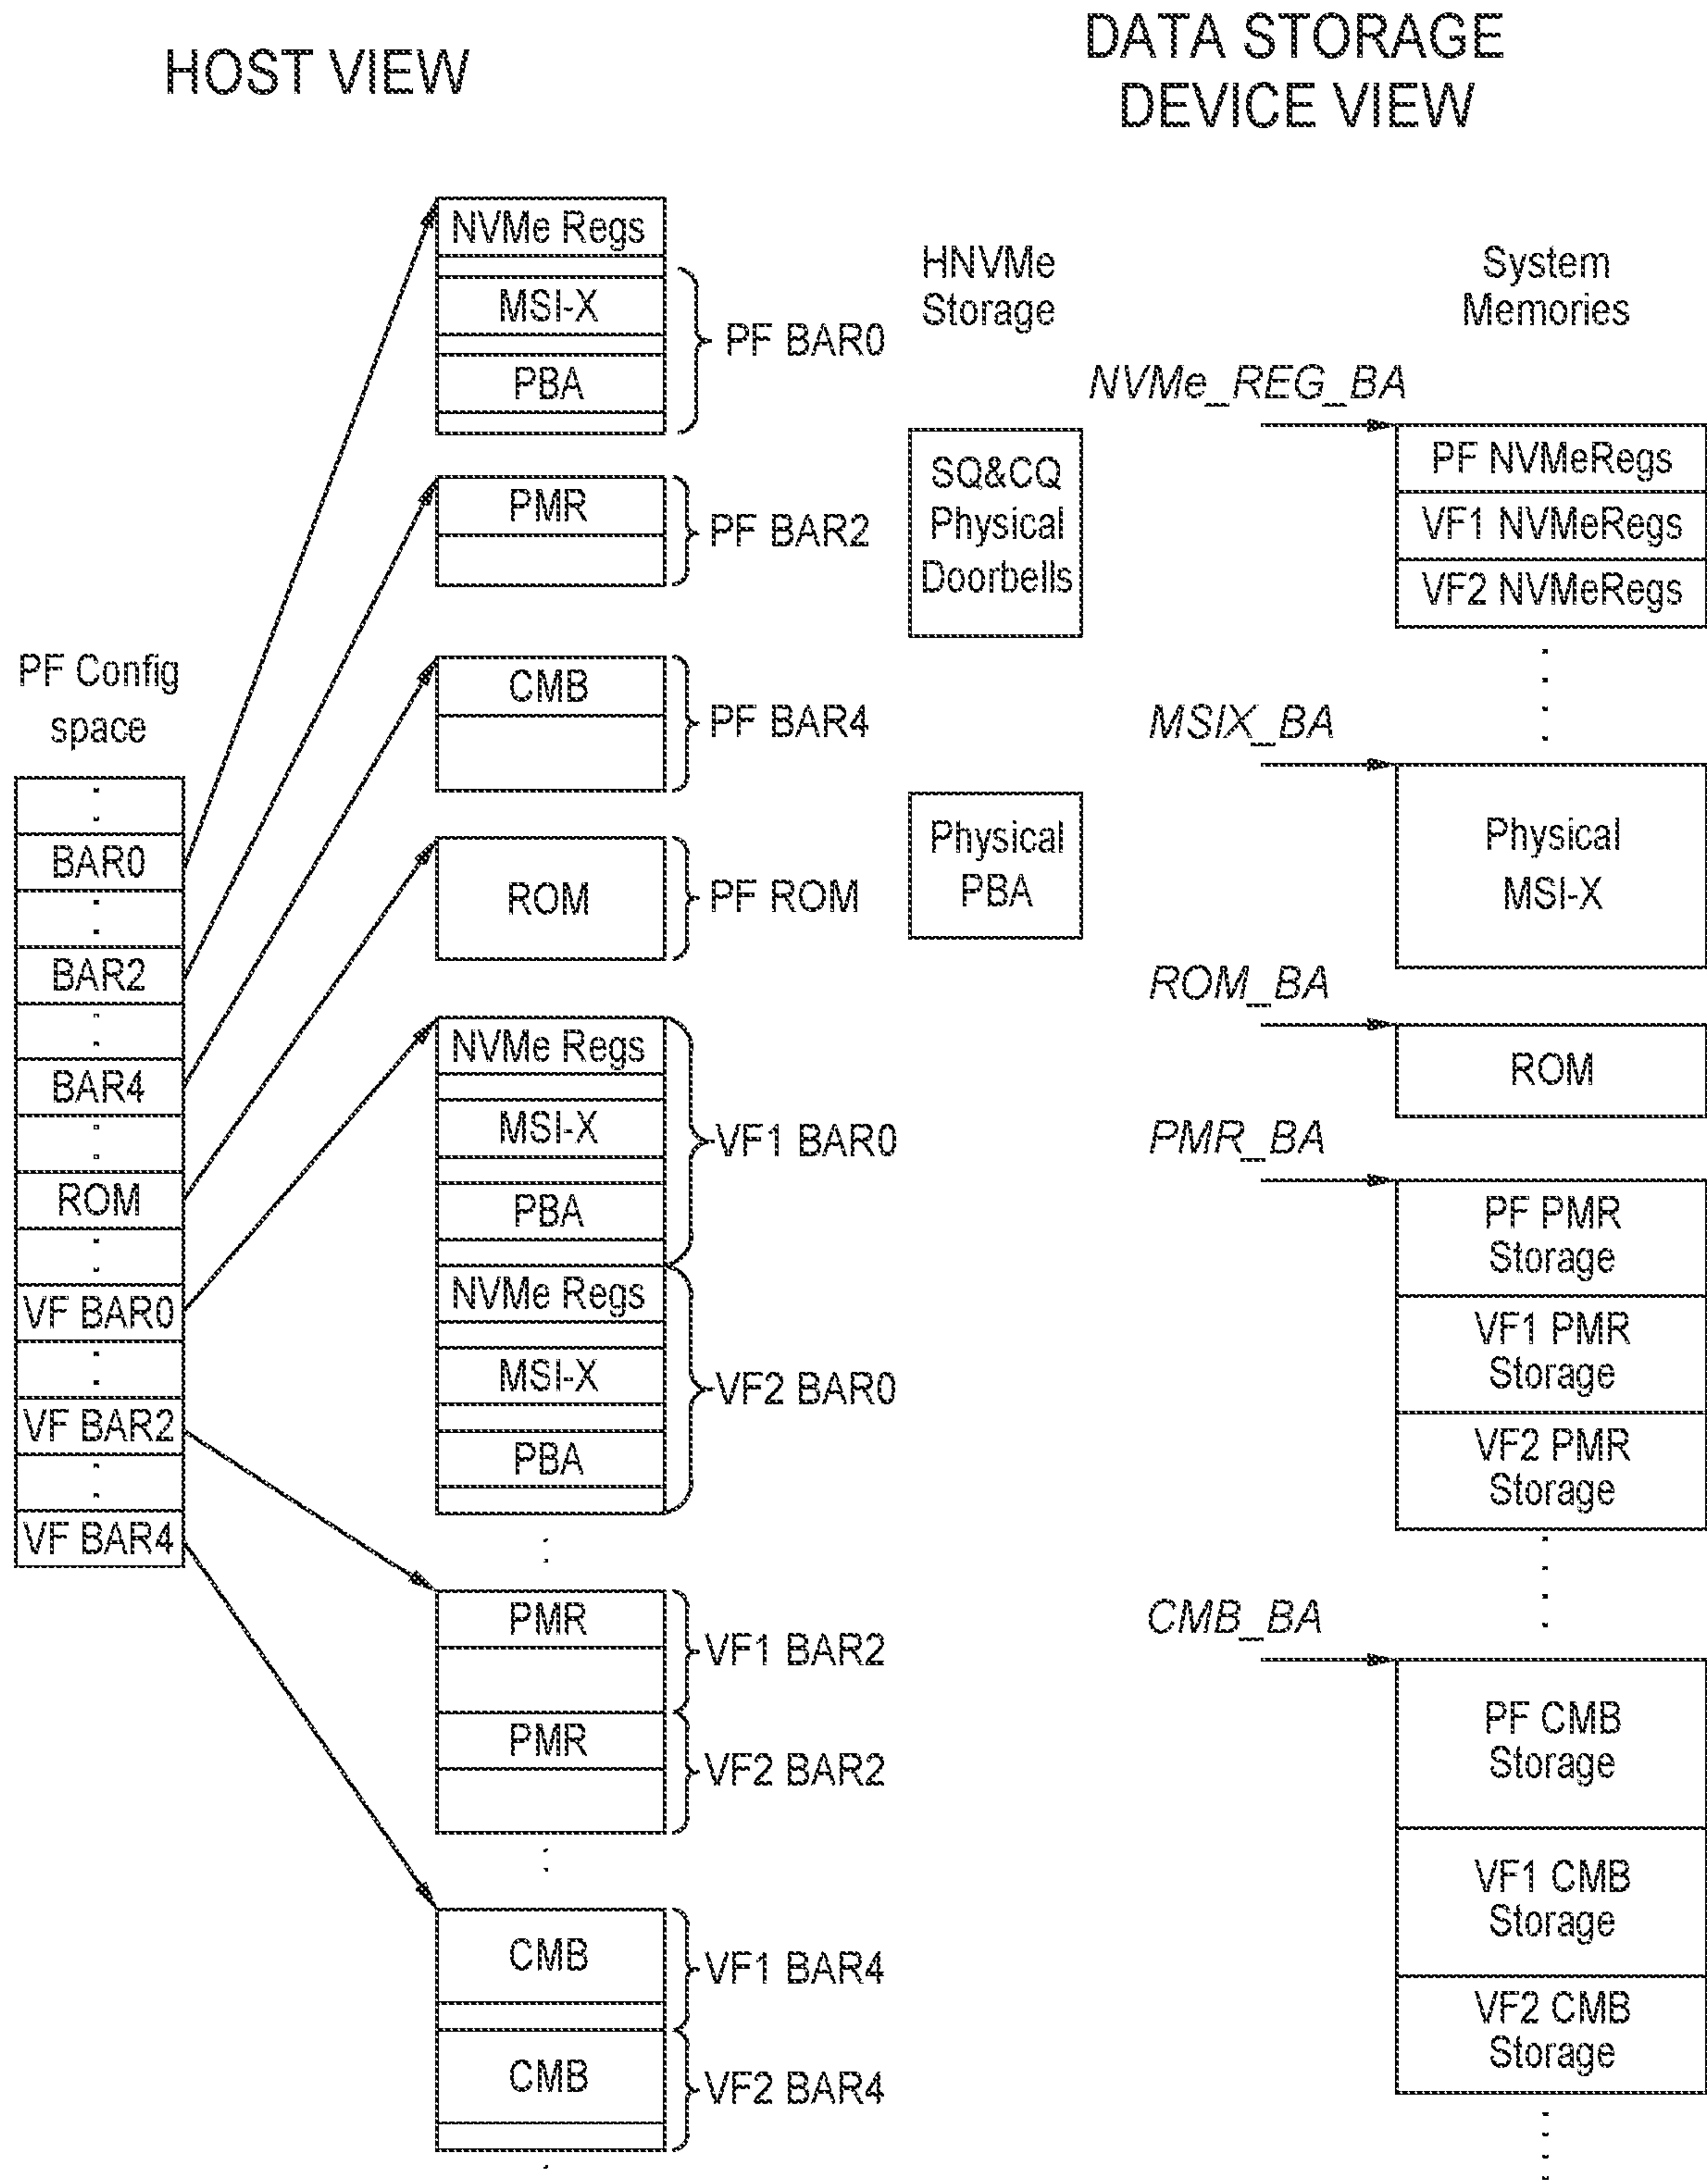 HOST VIEW
DATA STORAGE
DEVICE VIEW
PF Config
space
BAR0
BAR2
BAR4
ROM
VF BAR0
VF BAR2
VF BAR4
NVMe Regs
MSI-X
PBA
PF BAR0
PMR
PF BAR2
CMB
PF BAR4
ROM
PF ROM
NVMe Regs
MSI-X
PBA
VF1 BAR0
NVMe Regs
MSI-X
PBA
VF2 BAR0
PMR
VF1 BAR2
PMR
VF2 BAR2
CMB
VF1 BAR4
CMB
VF2 BAR4
HNVMe
Storage
SQ&CQ
Physical
Doorbells
Physical
PBA
System
Memories
NVMe_REG_BA
PF NVMeRegs
VF1 NVMeRegs
VF2 NVMeRegs
MSIX_BA
Physical
MSI-X
ROM_BA
ROM
PMR_BA
PF PMR
Storage
VF1 PMR
Storage
VF2 PMR
Storage
CMB_BA
PF CMB
Storage
VF1 CMB
Storage
VF2 CMB
Storage